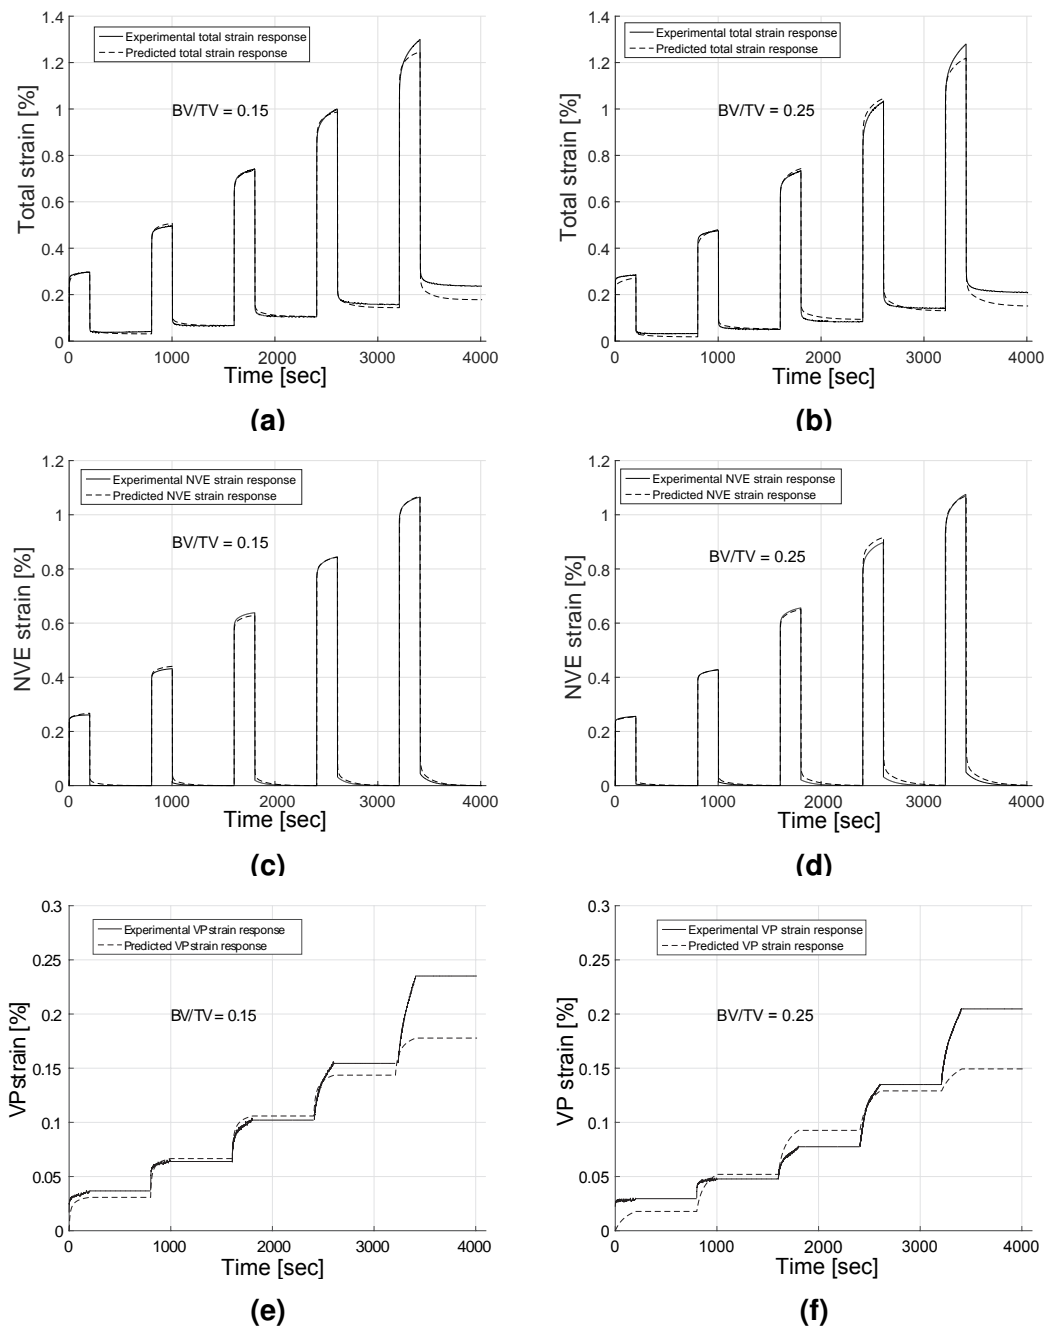 1.4
1.2
1
0.8
0.6
0.4
0.2
0
Total strain [%]
Experimental total strain response
Predicted total strain response
BV/TV = 0.15
0 1000 2000 3000 4000
Time [sec]
(a)
1.4
1.2
1
0.8
0.6
0.4
0.2
0
Total strain [%]
Experimental total strain response
Predicted total strain response
BV/TV = 0.25
0 1000 2000 3000 4000
Time [sec]
(b)
1.2
1
0.8
0.6
0.4
0.2
0
NVE strain [%]
Experimental NVE strain response
Predicted NVE strain response
BV/TV = 0.15
0 1000 2000 3000 4000
Time [sec]
(c)
1.2
1
0.8
0.6
0.4
0.2
0
NVE strain [%]
Experimental NVE strain response
Predicted NVE strain response
BV/TV = 0.25
0 1000 2000 3000 4000
Time [sec]
(d)
0.3
0.25
0.2
0.15
0.1
0.05
0
VPstrain [%]
Experimental VPstrain response
Predicted VPstrain response
BV/TV= 0.15
0 1000 2000 3000 4000
Time [sec]
(e)
0.3
0.25
0.2
0.15
0.1
0.05
0
VP strain [%]
Experimental VP strain response
Predicted VP strain response
BV/TV = 0.25
0 1000 2000 3000 4000
Time [sec]
(f)